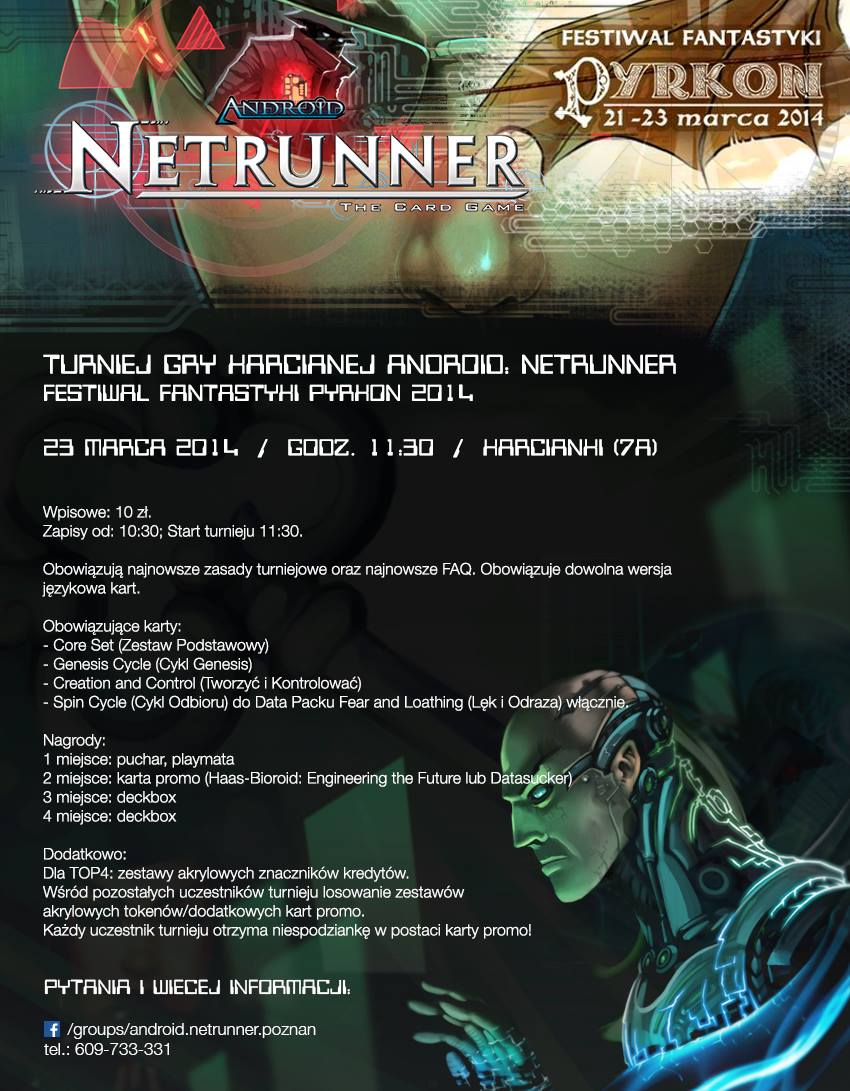 FESTIWAL FANTASTYKI
PYRKON
21 -23 marca 2014
ANDROID
NETRUNNER
THE CARD GAME
TURNIEJ GRY KARCIANEJ ANDROID: NETRUNNER
FESTIWAL FANTASTYKI PYRKON 2014
23 MARCA 2014 / GODZ. 11:30 / KARCIANKI (7A)
Wpisowe: 10 zł.
Zapisy od: 10:30; Start turnieju 11:30.
Obowiązują najnowsze zasady turniejowe oraz najnowsze FAQ. Obowiązuje dowolna wersja
językowa kart.
Obowiązujące karty:
- Core Set (Zestaw Podstawowy)
- Genesis Cycle (Cykl Genesis)
- Creation and Control (Tworzyć i Kontrolować)
- Spin Cycle (Cykl Odbioru) do Data Packu Fear and Loathing (Lęk i Odraza) włącznie.
Nagrody:
1 miejsce: puchar, playmata
2 miejsce: karta promo (Haas-Bioroid: Engineering the Future lub Datasucker)
3 miejsce: deckbox
4 miejsce: deckbox
Dodatkowo:
Dla TOP4: zestawy akrylowych znaczników kredytów.
Wśród pozostałych uczestników turnieju losowanie zestawów
akrylowych tokenów/dodatkowych kart promo.
Każdy uczestnik turnieju otrzyma niespodziankę w postaci karty promo!
PYTANIA I WIECEJ INFORMACJI:
f /groups/android.netrunner.poznan
tel.: 609-733-331